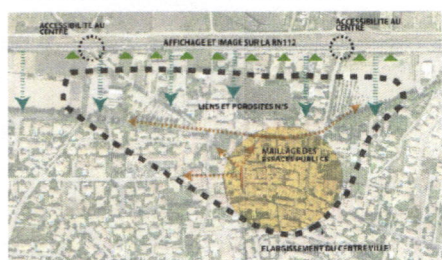 ACCESSIBILITE AU
CENTRE
ACCESSIBILITE AU
CENTRE
AFFICHAGE ET IMAGE SUR LA RN112
LIENS ET POROSITES N/S
MAILLAGE DES
ESPACES PUBLICS
ELARGISSEMENT DU CENTRE VILLE